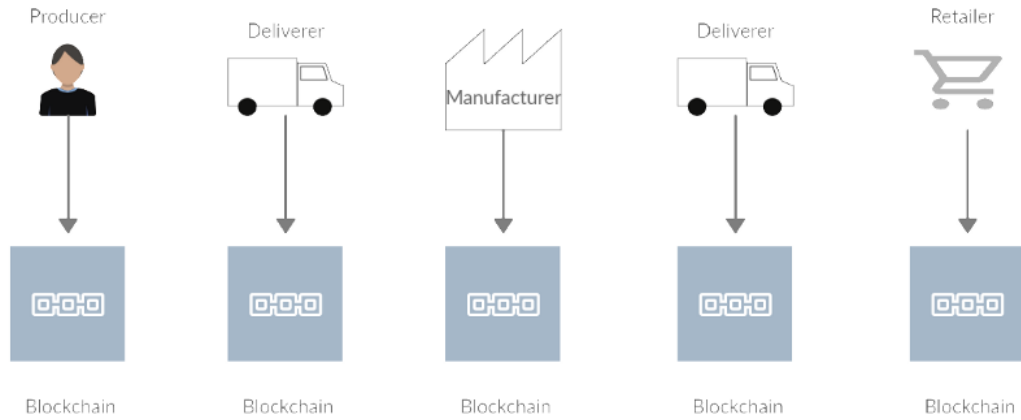 Producer
Deliverer
Manufacturer
Deliverer
Retailer
Blockchain
Blockchain
Blockchain
Blockchain
Blockchain